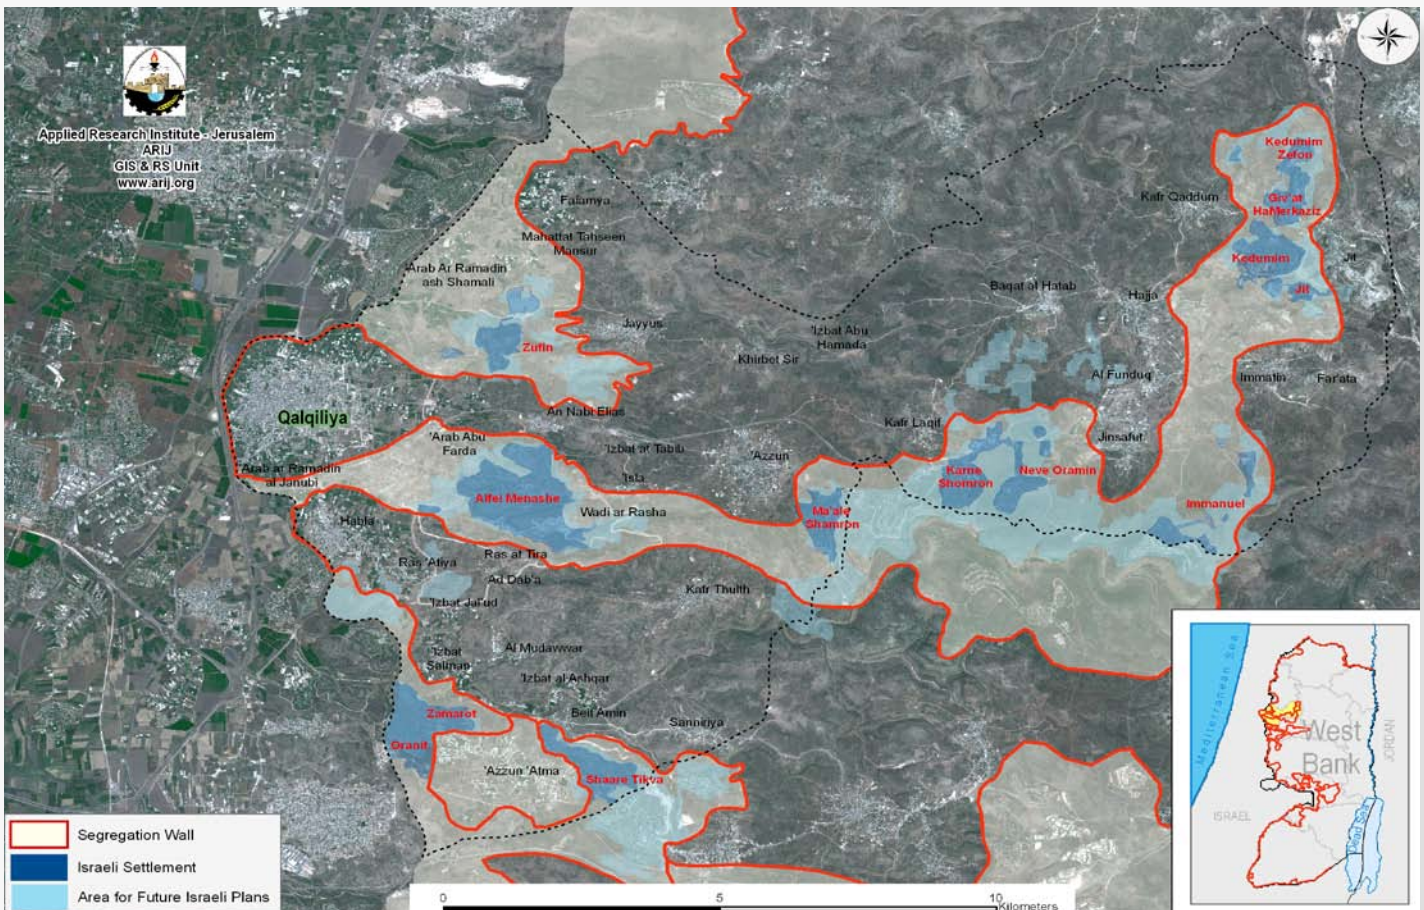 Applied Research Institute - Jerusalem
ARIJ
GIS & RS Unit
www.arij.org
Kedumim
Zefon
Kafr Qaddum
Giv'at
HaMerkaziz
Falamya
Mahattat Tahseen
Mansur
Kedumim
Jit
'Arab Ar Ramadin
ash Shamali
Baqat al Hatab
Hajja
Jit
Jayyus
'Izbat Abu
Hamada
Zufin
Khirbet Sir
Al Funduq
Immatin
Far'ata
Qalqiliya
An Nabi Elias
Kafr Laqif
'Arab Abu
Farda
'Izbat at Tabib
'Azzun
Jinsafut
Arab ar Ramadin
al Janubi
Isla
Karne
Shomron
Neve Oramin
Alfei Menashe
Wadi ar Rasha
Ma'ale
Shamron
Immanuel
Habla
Ras at Tira
Ras 'Atiya
Ad Dab'a
Kafr Thulth
'Izbat Jal'ud
'Izbat
Salman
Al Mudawwar
'Izbat al Ashqar
Zamarot
Beit Amin
Sanniriya
Oranit
'Azzun 'Atma
Shaare Tikva
Segregation Wall
Israeli Settlement
Area for Future Israeli Plans
0 5 10
Kilometers
Mediterranean Sea
West
Bank
JORDAN
ISRAEL
Dead Sea